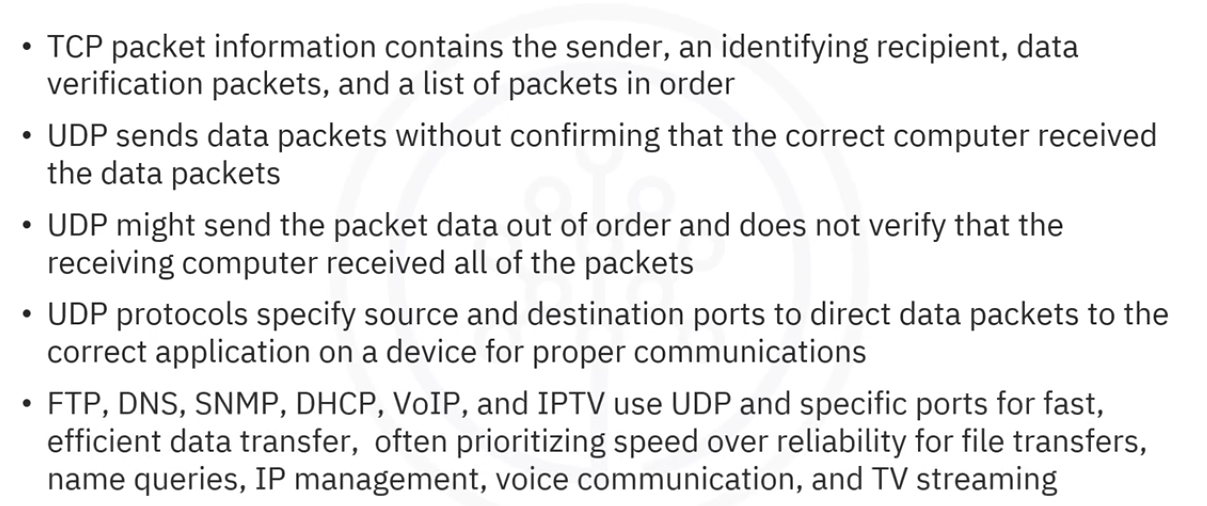 • TCP packet information contains the sender, an identifying recipient, data
verification packets, and a list of packets in order
• UDP sends data packets without confirming that the correct computer received
the data packets
• UDP might send the packet data out of order and does not verify that the
receiving computer received all of the packets
• UDP protocols specify source and destination ports to direct data packets to the
correct application on a device for proper communications
• FTP, DNS, SNMP, DHCP, VoIP, and IPTV use UDP and specific ports for fast,
efficient data transfer,  often prioritizing speed over reliability for file transfers,
name queries, IP management, voice communication, and TV streaming